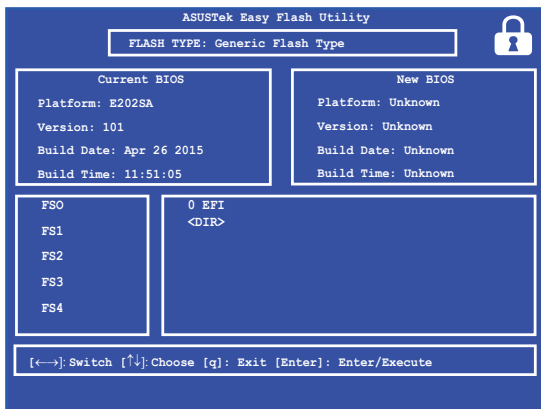 ASUSTek Easy Flash Utility
FLASH TYPE: Generic Flash Type
Current BIOS
Platform: E202SA
Version: 101
Build Date: Apr 26 2015
Build Time: 11:51:05
New BIOS
Platform: Unknown
Version: Unknown
Build Date: Unknown
Build Time: Unknown
FSO
FS1
FS2
FS3
FS4
0 EFI
<DIR>
[←→]: Switch [↑↓]: Choose [q]: Exit [Enter]: Enter/Execute